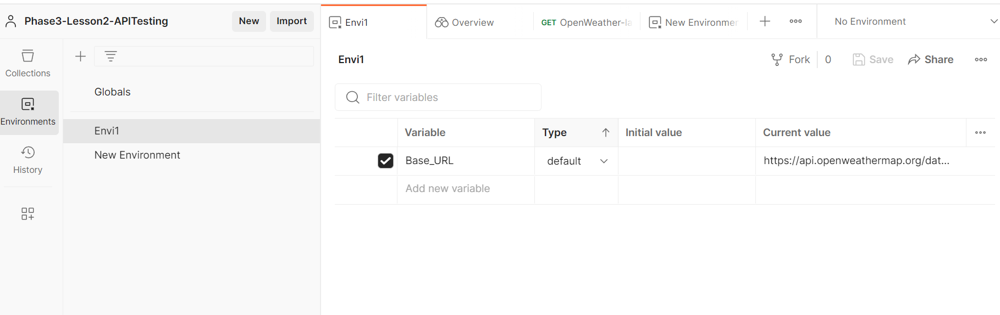 Phase3-Lesson2-APITesting
New
Import
Envi1
Overview
GET OpenWeather-la
New Environmen
No Environment
Collections
Environments
History
Globals
Envi1
New Environment
Envi1
Fork
0
Save
Share
Filter variables
Variable
Type
Initial value
Current value
Base_URL
default
https://api.openweathermap.org/dat...
Add new variable